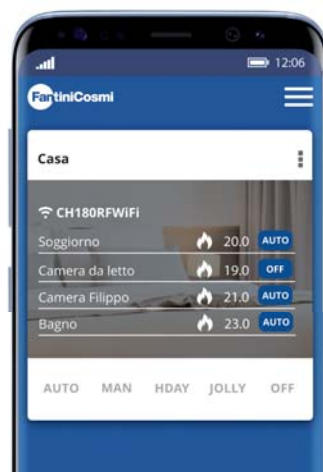 12:06
FantiniCosmi
Casa
CH180RFWiFi
Soggiorno 20.0 AUTO
Camera da letto 19.0 OFF
Camera Filippo 21.0 AUTO
Bagno 23.0 AUTO
AUTO MAN HDAY JOLLY OFF